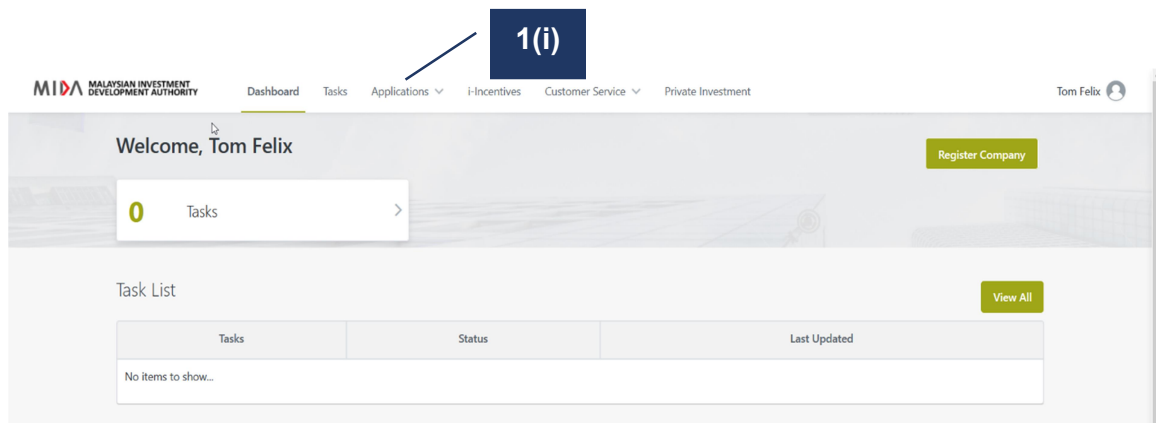 1(i)
MIDA MALAYSIAN INVESTMENT
DEVELOPMENT AUTHORITY
Dashboard Tasks Applications i-Incentives Customer Service Private Investment Tom Felix
Welcome, Tom Felix
Register Company
0 Tasks
Task List
View All
Tasks Status Last Updated
No items to show...